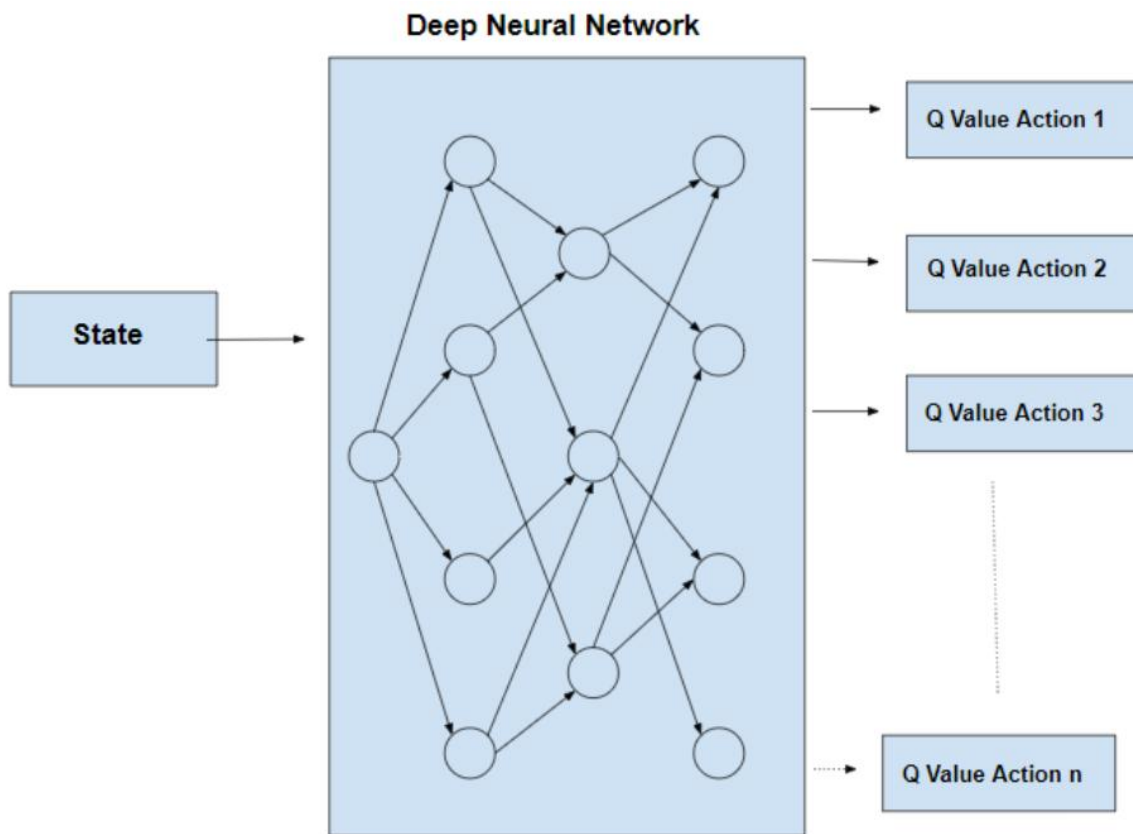 Deep Neural Network
State
Q Value Action 1
Q Value Action 2
Q Value Action 3
Q Value Action n